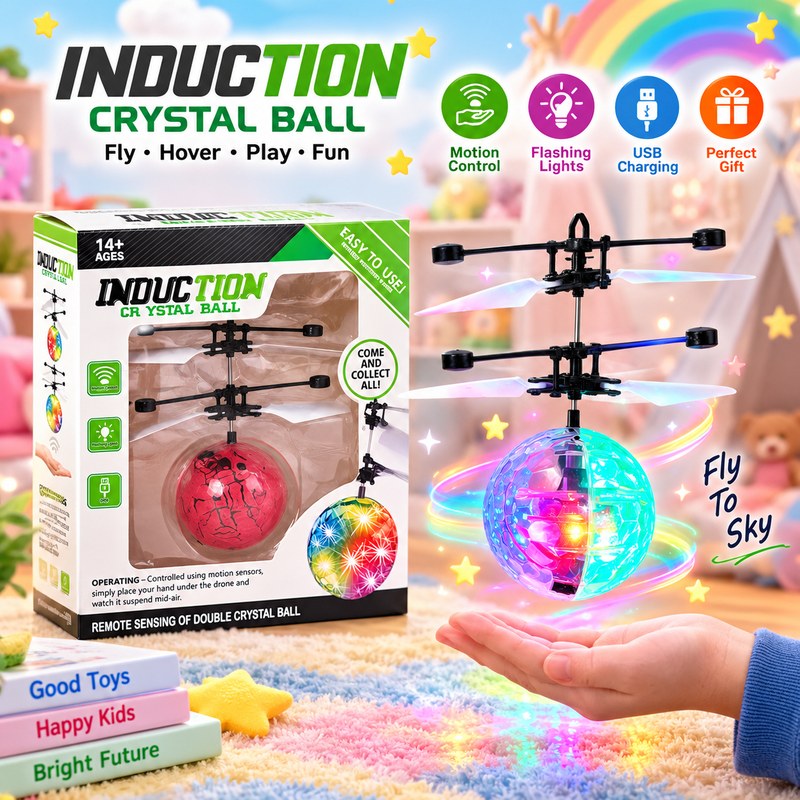 INDUCTION
CRYSTAL BALL
Fly • Hover • Play • Fun
Motion Control
Flashing Lights
USB Charging
Perfect Gift
14+
AGES
EASY TO USE!
INDUCTION
CR YSTAL BALL
COME
AND
COLLECT
ALL!
INDUCTION
OPERATING – Controlled using motion sensors,
simply place your hand under the drone and
watch it suspend mid-air.
REMOTE SENSING OF DOUBLE CRYSTAL BALL
Fly
To
Sky
Good Toys
Happy Kids
Bright Future